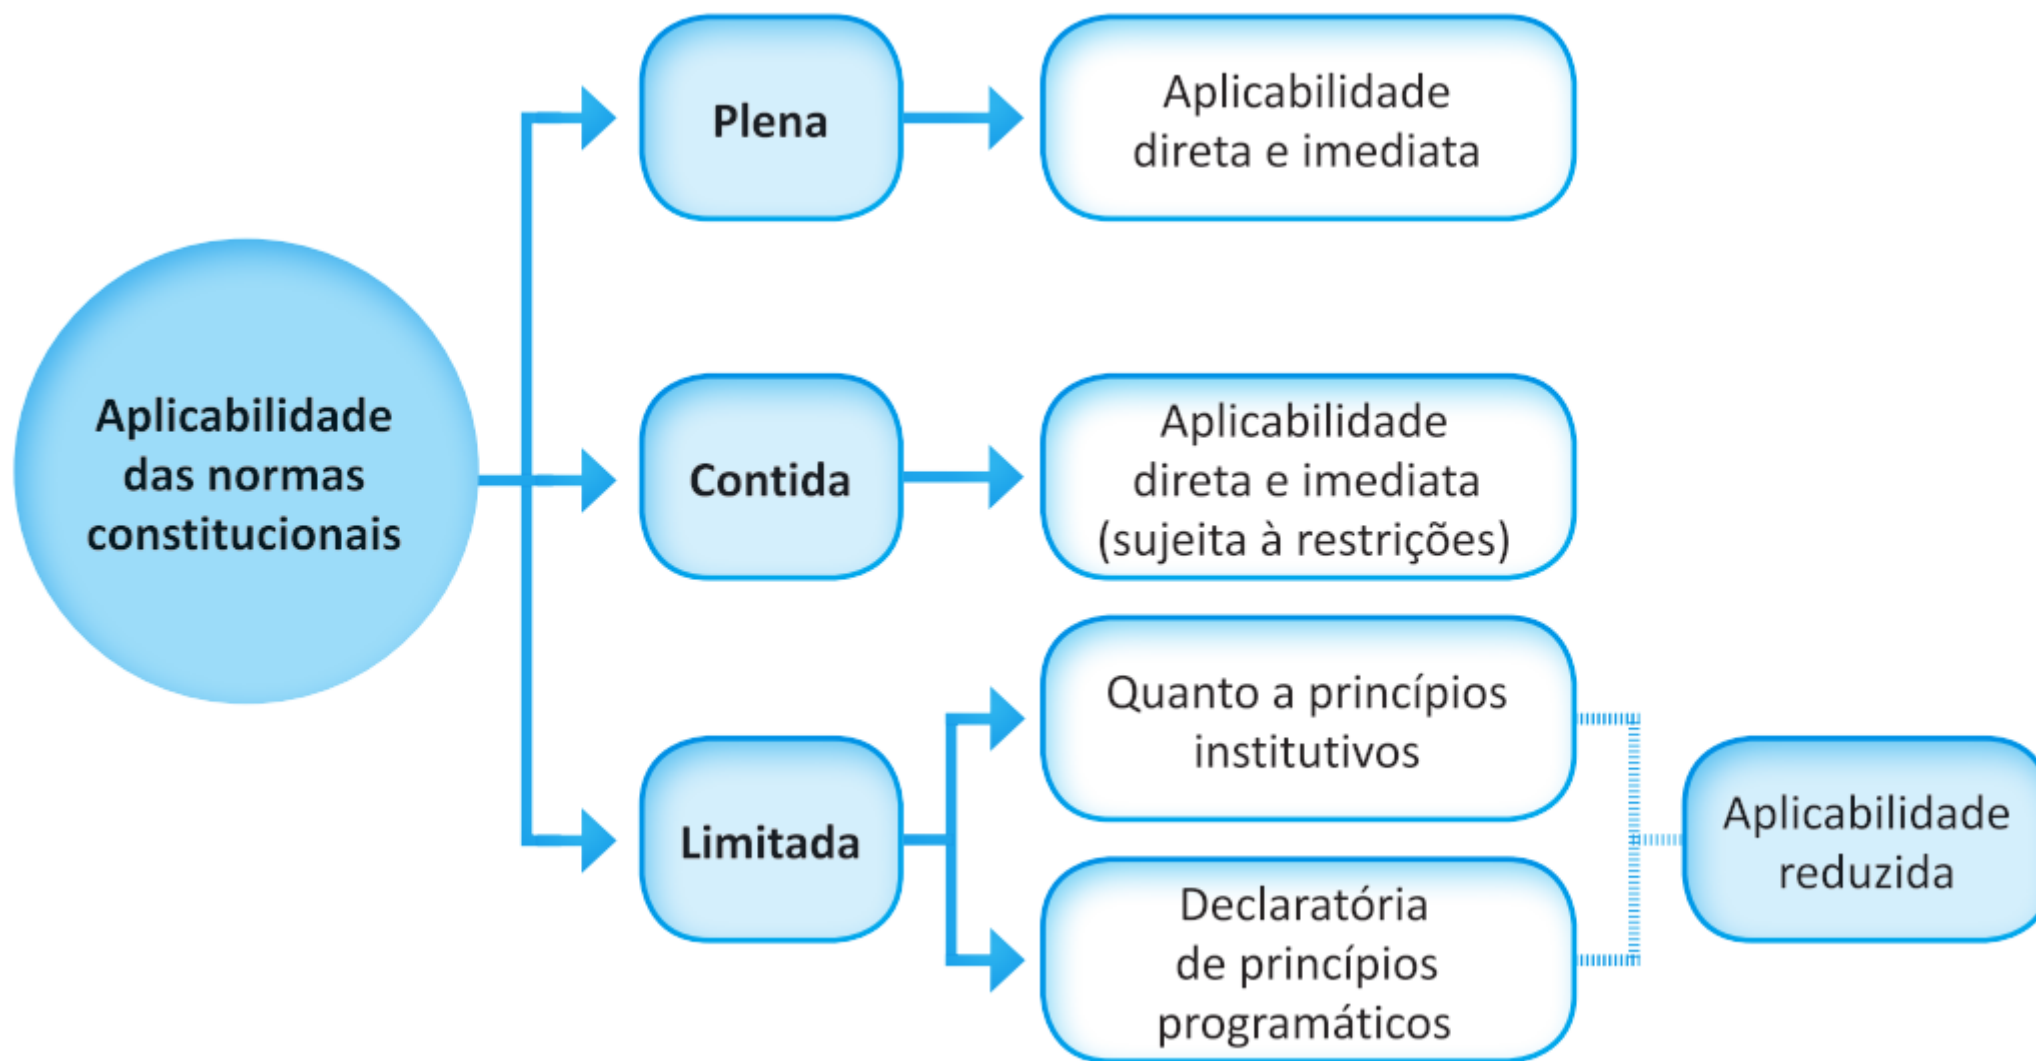 Aplicabilidade
das normas
constitucionais
Plena
Aplicabilidade
direta e imediata
Contida
Aplicabilidade
direta e imediata
(sujeita à restrições)
Limitada
Quanto a princípios
institutivos
Declaratória
de princípios
programáticos
Aplicabilidade
reduzida